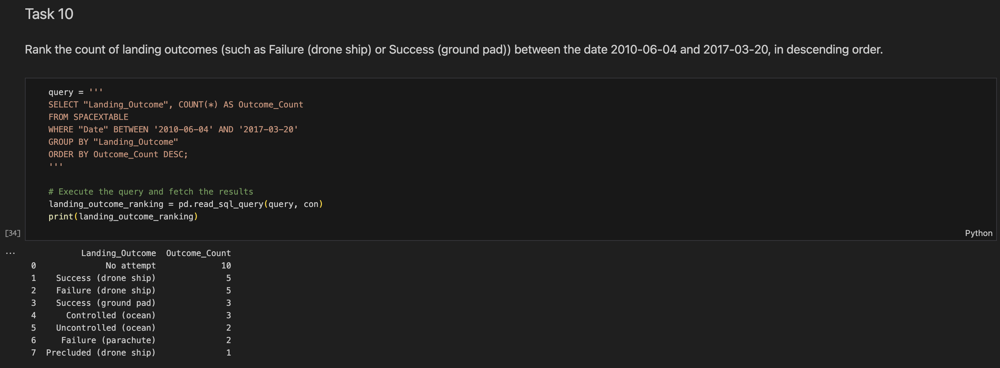 Task 10
Rank the count of landing outcomes (such as Failure (drone ship) or Success (ground pad)) between the date 2010-06-04 and 2017-03-20, in descending order.
query = '''
SELECT "Landing_Outcome", COUNT(*) AS Outcome_Count
FROM SPACEXTABLE
WHERE "Date" BETWEEN '2010-06-04' AND '2017-03-20'
GROUP BY "Landing_Outcome"
ORDER BY Outcome_Count DESC;
'''
# Execute the query and fetch the results
landing_outcome_ranking = pd.read_sql_query(query, con)
print(landing_outcome_ranking)
[34]
Python
...
Landing_Outcome Outcome_Count
0 No attempt 10
1 Success (drone ship) 5
2 Failure (drone ship) 5
3 Success (ground pad) 3
4 Controlled (ocean) 3
5 Uncontrolled (ocean) 2
6 Failure (parachute) 2
7 Precluded (drone ship) 1